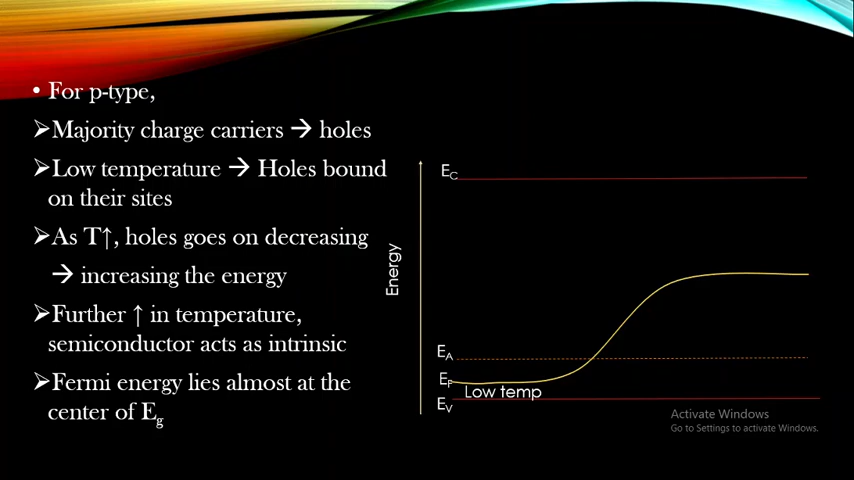 • For p-type,
➢Majority charge carriers → holes
➢Low temperature → Holes bound
on their sites
➢As T↑, holes goes on decreasing
→ increasing the energy
➢Further ↑ in temperature,
semiconductor acts as intrinsic
➢Fermi energy lies almost at the
center of Eg
Energy
EC
EA
EF
Low temp
EV
Activate Windows
Go to Settings to activate Windows.